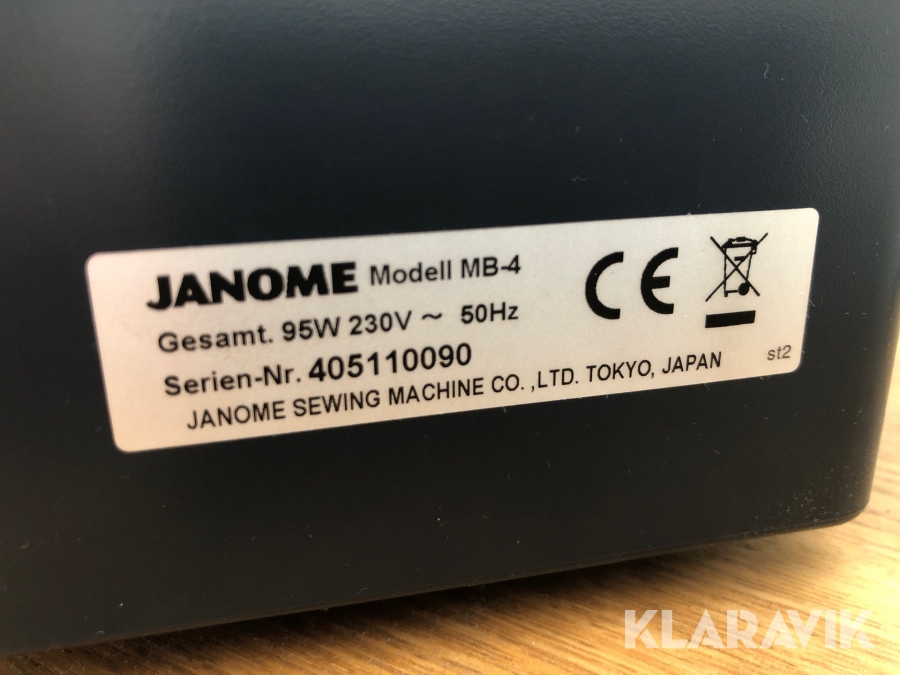 JANOME Modell MB-4
Gesamt. 95W 230V ~ 50Hz
Serien-Nr. 405110090
JANOME SEWING MACHINE CO. ,LTD. TOKYO, JAPAN
CE
st2
KLARAVIK